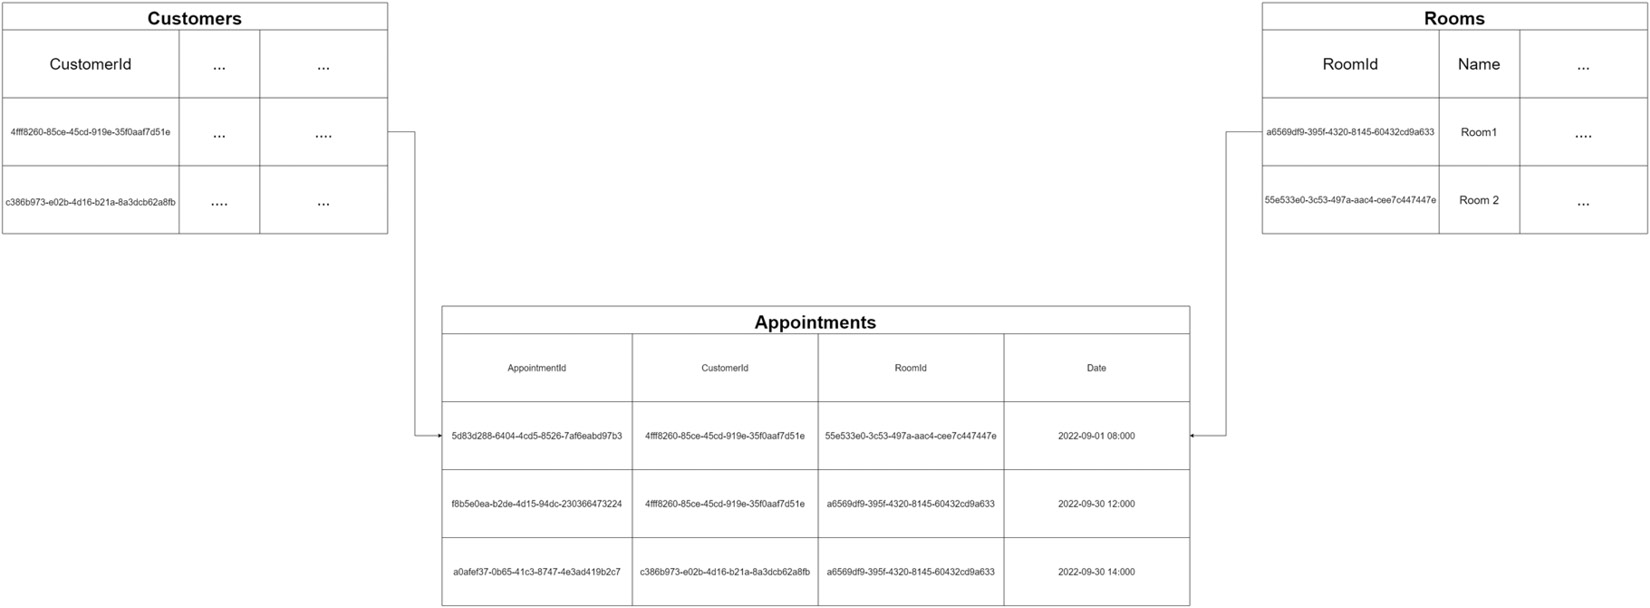 Customers
CustomerId ... ...
4fff8260-85ce-45cd-919e-35f0aaf7d51e ... ....
c386b973-e02b-4d16-b21a-8a3dcb62a8fb .... ...
Rooms
RoomId Name ...
a6569df9-395f-4320-8145-60432cd9a633 Room1 ....
55e533e0-3c53-497a-aac4-cee7c447447e Room 2 ...
Appointments
AppointmentId CustomerId RoomId Date
5d83d288-6404-4cd5-8526-7af6eabd97b3 4fff8260-85ce-45cd-919e-35f0aaf7d51e 55e533e0-3c53-497a-aac4-cee7c447447e 2022-09-01 08:000
f8b5e0ea-b2de-4d15-94dc-230366473224 4fff8260-85ce-45cd-919e-35f0aaf7d51e a6569df9-395f-4320-8145-60432cd9a633 2022-09-30 12:000
a0afef37-0b65-41c3-8747-4e3ad419b2c7 c386b973-e02b-4d16-b21a-8a3dcb62a8fb a6569df9-395f-4320-8145-60432cd9a633 2022-09-30 14:000